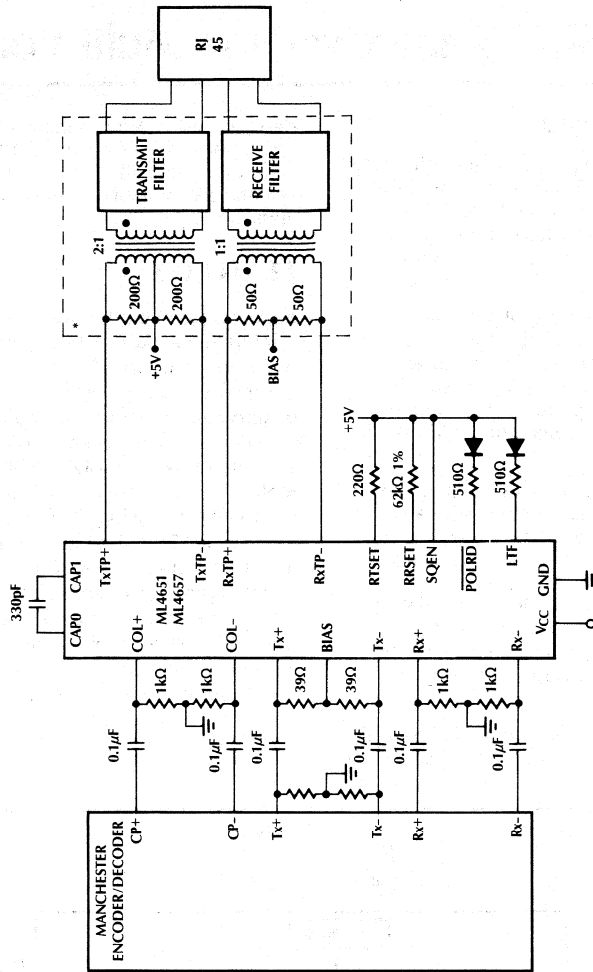 MANCHESTER
ENCODER/DECODER
CP+
CP-
Tx+
Tx-
Rx+
Rx-
0.1µF
0.1µF
0.1µF
0.1µF
0.1µF
0.1µF
1kΩ
1kΩ
39Ω
39Ω
1kΩ
1kΩ
330pF
CAP0
CAP1
COL+
COL-
Tx+
BIAS
Tx-
Rx+
Rx-
ML4651
ML4657
VCC
GND
TxTP+
TxTP-
RxTP+
RxTP-
RTSET
RRSET
SQEN
POLRD
LTF
220Ω
62kΩ 1%
510Ω
510Ω
+5V
*
+5V
200Ω
200Ω
BIAS
50Ω
50Ω
2:1
1:1
TRANSMIT
FILTER
RECEIVE
FILTER
RJ
45